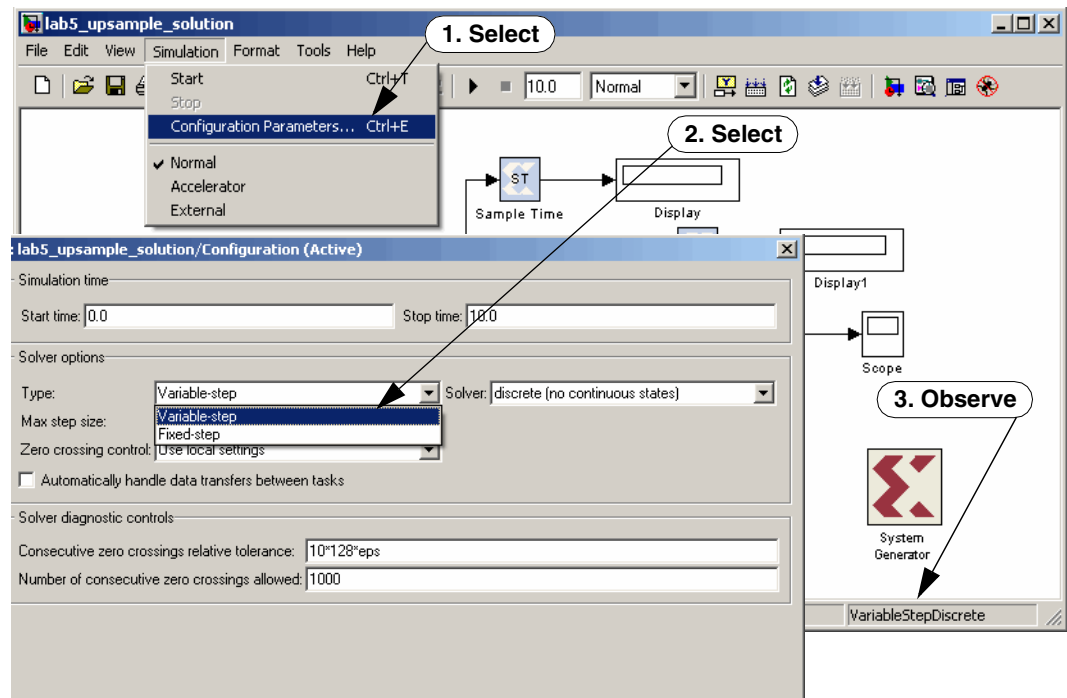 lab5_upsample_solution
1. Select
File Edit View Simulation Format Tools Help
Start Ctrl+T
Stop
Configuration Parameters... Ctrl+E
10.0 Normal
2. Select
Normal
Accelerator
External
ST
Sample Time
Display
lab5_upsample_solution/Configuration (Active)
Display1
Simulation time
Start time: 0.0 Stop time: 10.0
Scope
Solver options
Type: Variable-step Solver: discrete (no continuous states)
Variable-step
Fixed-step
Max step size:
Zero crossing control: Use local settings
3. Observe
Automatically handle data transfers between tasks
System
Generator
Solver diagnostic controls
Consecutive zero crossings relative tolerance: 10*128*eps
Number of consecutive zero crossings allowed: 1000
VariableStepDiscrete